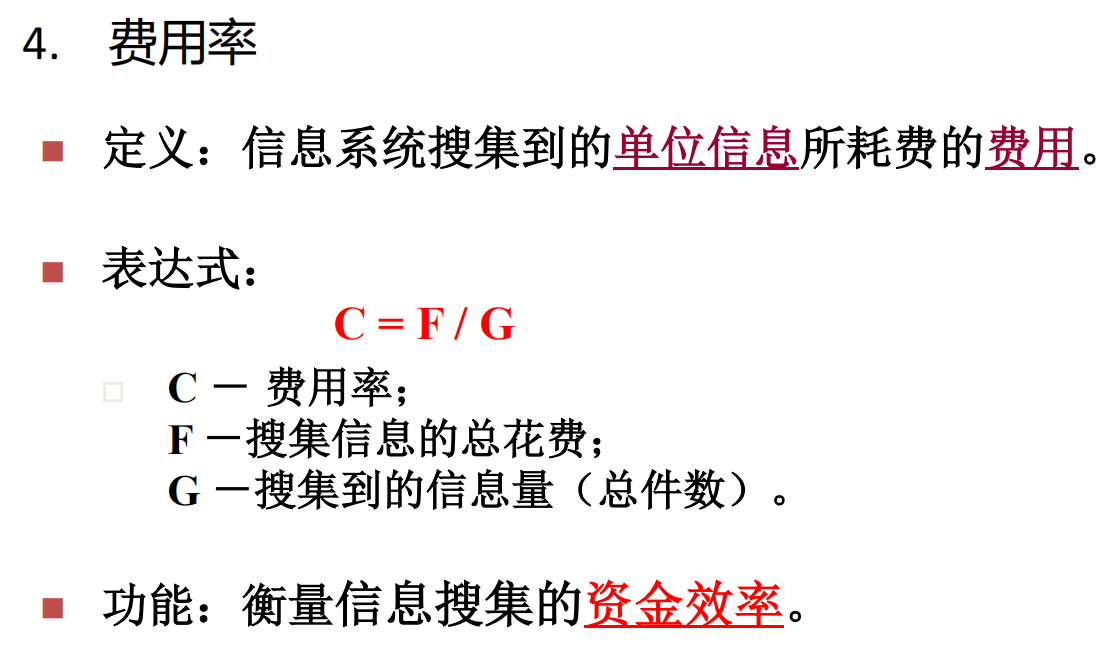 4. 费用率
定义：信息系统搜集到的单位信息所耗费的费用。
表达式：
C = F / G
C － 费用率；
F －搜集信息的总花费；
G －搜集到的信息量（总件数）。
功能：衡量信息搜集的资金效率。